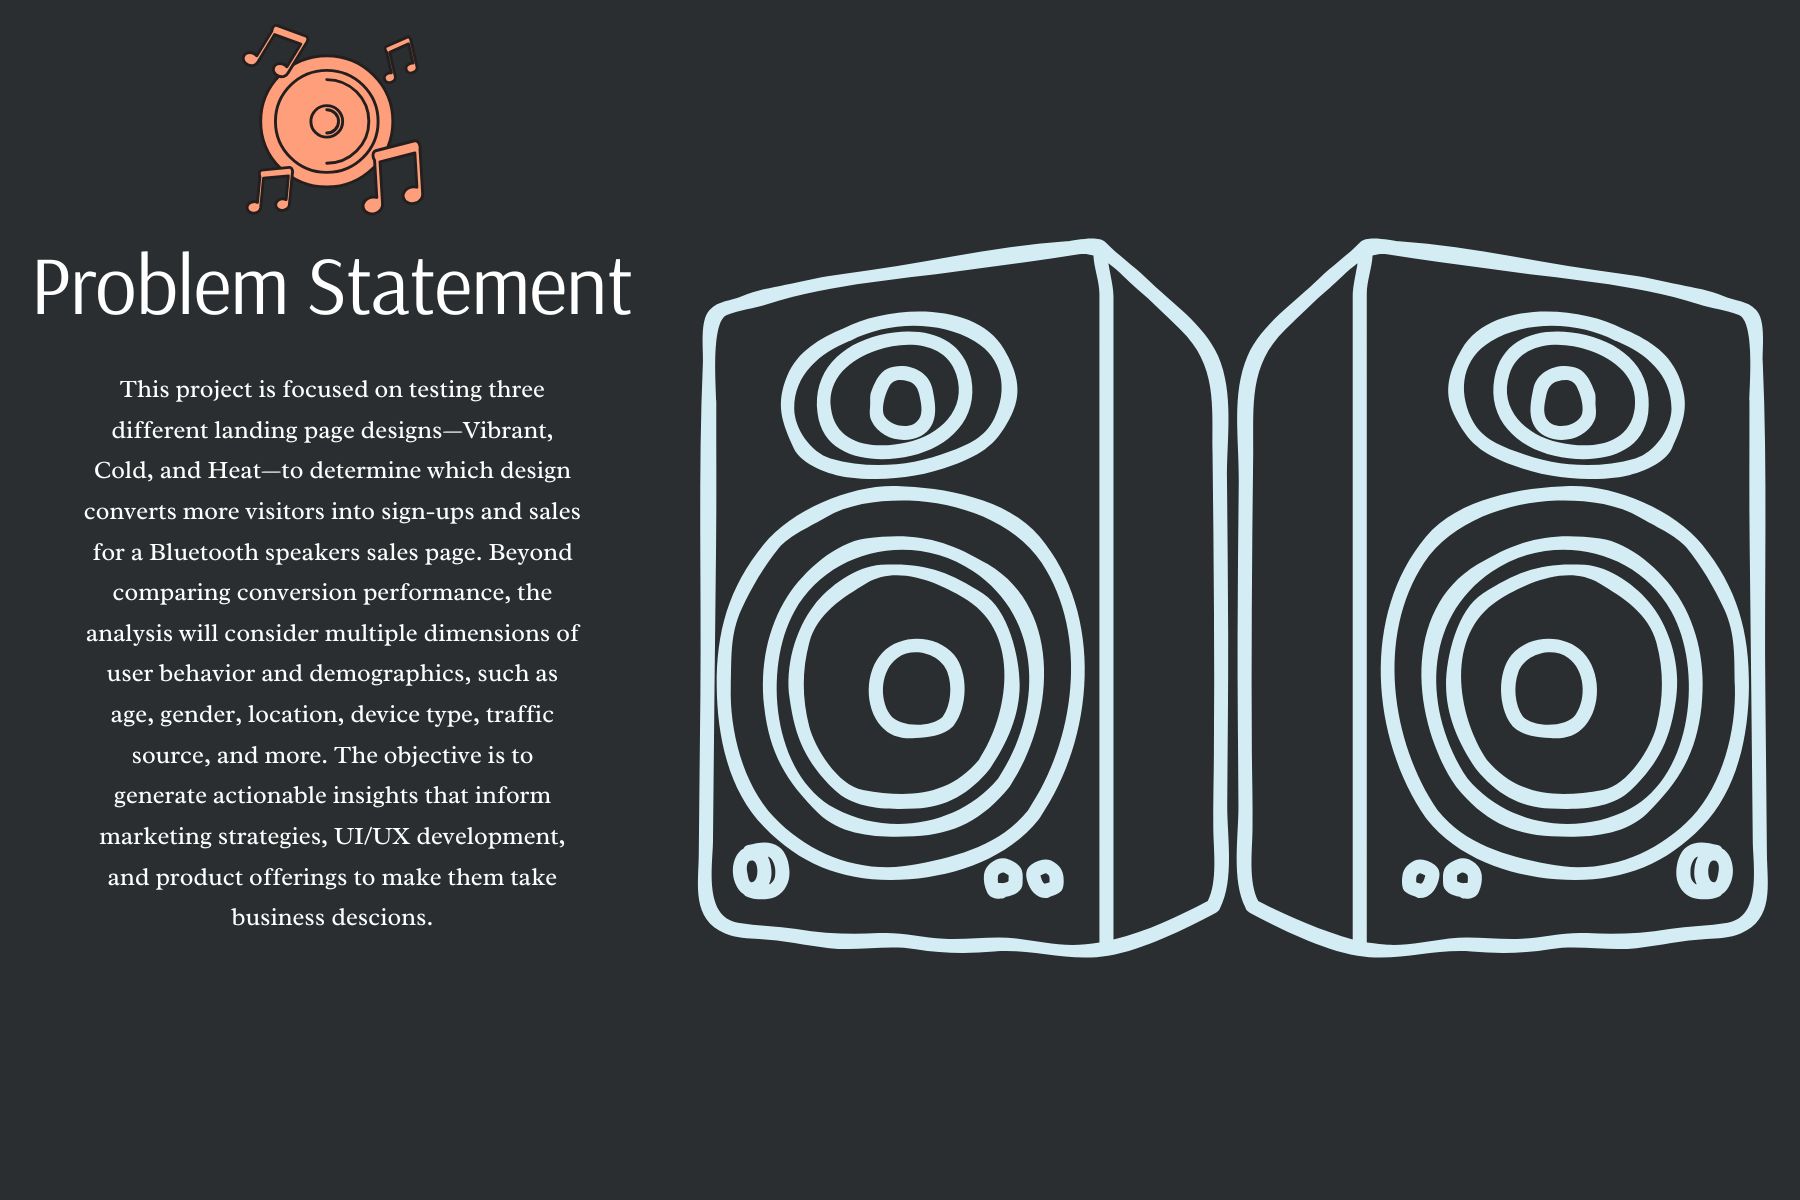 Problem Statement
This project is focused on testing three
different landing page designs—Vibrant,
Cold, and Heat—to determine which design
converts more visitors into sign-ups and sales
for a Bluetooth speakers sales page. Beyond
comparing conversion performance, the
analysis will consider multiple dimensions of
user behavior and demographics, such as
age, gender, location, device type, traffic
source, and more. The objective is to
generate actionable insights that inform
marketing strategies, UI/UX development,
and product offerings to make them take
business descions.